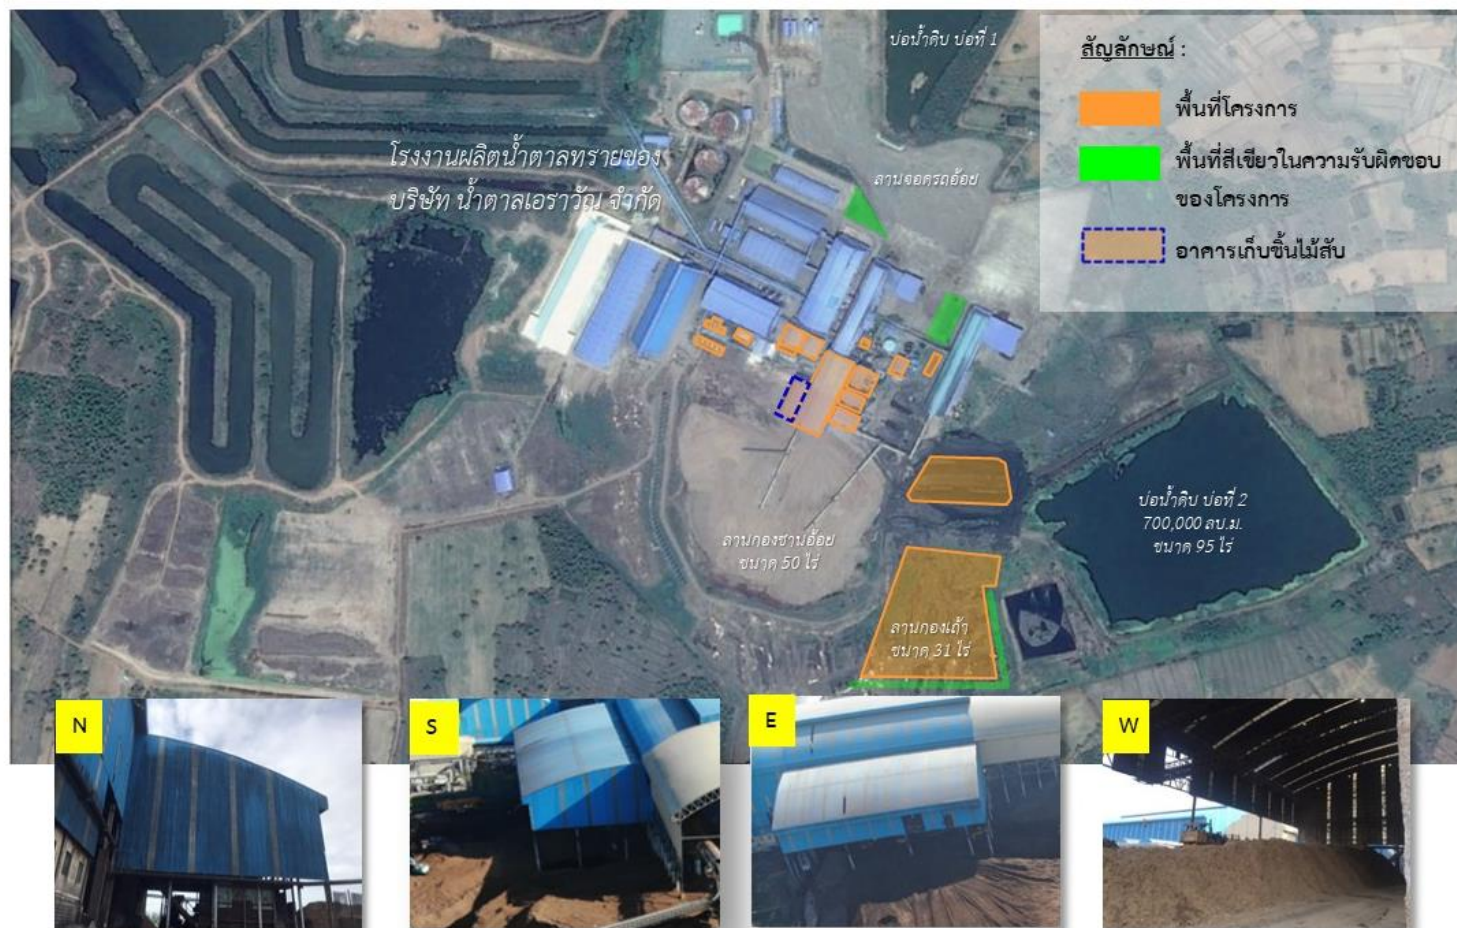 บ่อน้ำดิบ บ่อที่ 1
สัญลักษณ์ :
พื้นที่โครงการ
พื้นที่สีเขียวในความรับผิดชอบ
ของโครงการ
อาคารเก็บชิ้นไม้สับ
โรงงานผลิตน้ำตาลทรายของ
บริษัท น้ำตาลเอราวัณ จำกัด
ลานจอดรถอ้อย
บ่อน้ำดิบ บ่อที่ 2
700,000 ลบ.ม.
ขนาด 95 ไร่
ลานกองชานอ้อย
ขนาด 50 ไร่
ลานกองเถ้า
ขนาด 31 ไร่
N
S
E
W